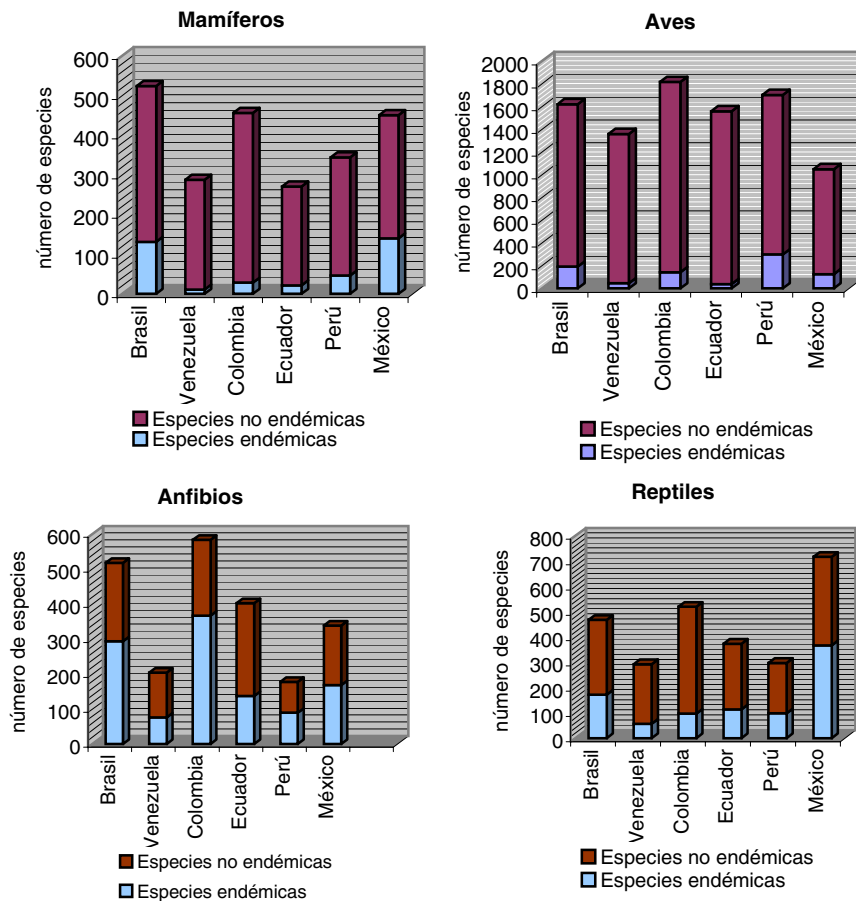 Mamíferos
número de especies
600
500
400
300
200
100
0
Brasil
Venezuela
Colombia
Ecuador
Perú
México
Especies no endémicas
Especies endémicas
Aves
número de especies
2000
1800
1600
1400
1200
1000
800
600
400
200
0
Brasil
Venezuela
Colombia
Ecuador
Perú
México
Especies no endémicas
Especies endémicas
Anfibios
número de especies
600
500
400
300
200
100
0
Brasil
Venezuela
Colombia
Ecuador
Perú
México
Especies no endémicas
Especies endémicas
Reptiles
número de especies
800
700
600
500
400
300
200
100
0
Brasil
Venezuela
Colombia
Ecuador
Perú
México
Especies no endémicas
Especies endémicas